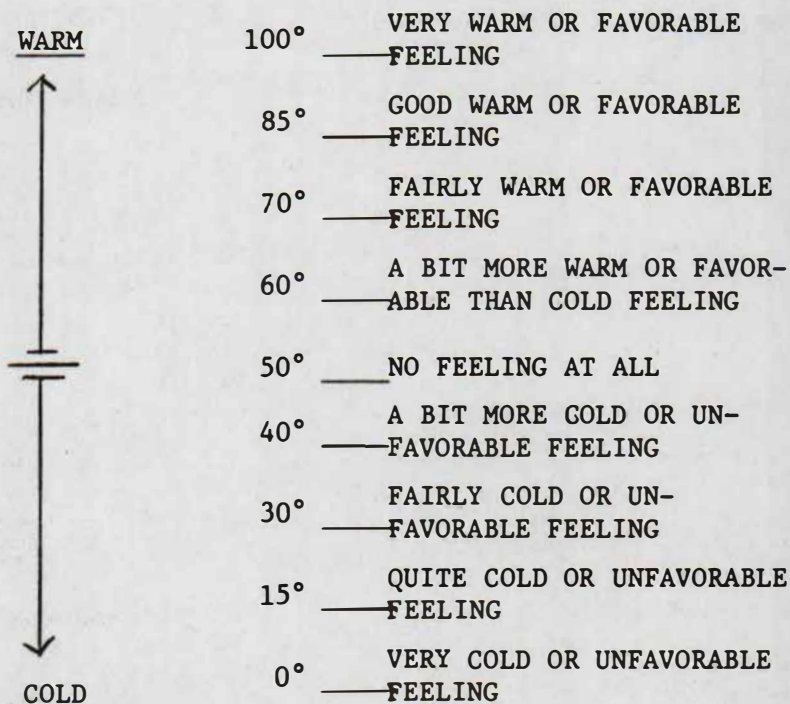 WARM
100° VERY WARM OR FAVORABLE
FEELING
85° GOOD WARM OR FAVORABLE
FEELING
70° FAIRLY WARM OR FAVORABLE
FEELING
60° A BIT MORE WARM OR FAVOR-
ABLE THAN COLD FEELING
50° NO FEELING AT ALL
40° A BIT MORE GOLD OR UN-
FAVORABLE FEELING
30° FAIRLY COLD OR UN-
FAVORABLE FEELING
15° QUITE COLD OR UNFAVORABLE
FEELING
0° VERY COLD OR UNFAVORABLE
FEELING
COLD